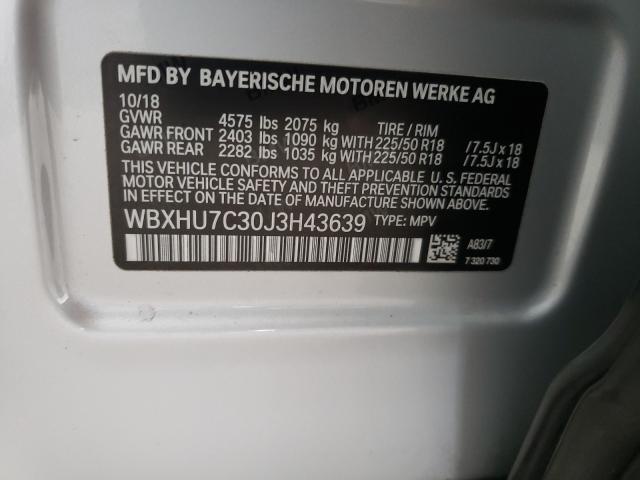 MFD BY BAYERISCHE MOTOREN WERKE AG
10/18
GVWR 4575 lbs 2075 kg TIRE / RIM
GAWR FRONT 2403 lbs 1090 kg WITH 225/50 R18 /7.5J x 18
GAWR REAR 2282 lbs 1035 kg WITH 225/50 R18 /7.5J x 18
THIS VEHICLE CONFORMS TO ALL APPLICABLE U. S. FEDERAL
MOTOR VEHICLE SAFETY AND THEFT PREVENTION STANDARDS
IN EFFECT ON THE DATE OF MANUFACTURE SHOWN ABOVE.
WBXHU7C30J3H43639 TYPE: MPV
A83/7
7 320 730